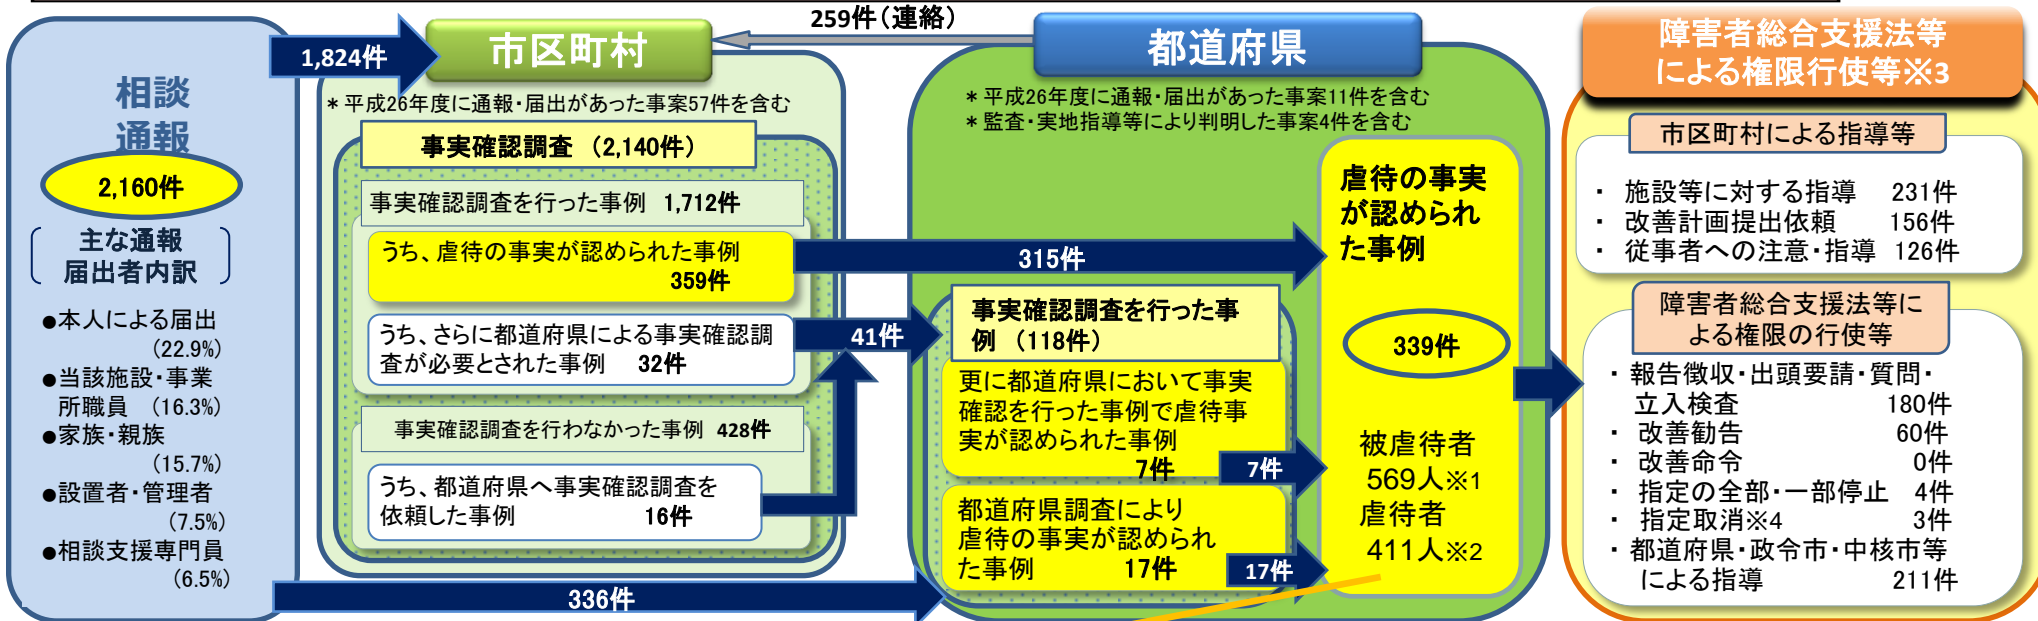 相談
通報
2,160件
主な通報
届出者内訳
●本人による届出
(22.9%)
●当該施設・事業
所職員 (16.3%)
●家族・親族
(15.7%)
●設置者・管理者
(7.5%)
●相談支援専門員
(6.5%)
1,824件
336件
259件(連絡)
市区町村
＊平成26年度に通報・届出があった事案57件を含む
事実確認調査 (2,140件)
事実確認調査を行った事例 1,712件
うち、虐待の事実が認められた事例
359件
うち、さらに都道府県による事実確認調
査が必要とされた事例 32件
事実確認調査を行わなかった事例 428件
うち、都道府県へ事実確認調査を
依頼した事例 16件
315件
41件
都道府県
＊平成26年度に通報・届出があった事案11件を含む
＊監査・実地指導等により判明した事案4件を含む
事実確認調査を行った事
例 (118件)
更に都道府県において事実
確認を行った事例で虐待事
実が認められた事例
7件
7件
都道府県調査により
虐待の事実が認められ
た事例 17件
17件
虐待の事実
が認められ
た事例
339件
被虐待者
569人※1
虐待者
411人※2
障害者総合支援法等
による権限行使等※3
市区町村による指導等
・ 施設等に対する指導 231件
・ 改善計画提出依頼 156件
・ 従事者への注意・指導 126件
障害者総合支援法等に
よる権限の行使等
・ 報告徴収・出頭要請・質問・
立入検査 180件
・ 改善勧告 60件
・ 改善命令 0件
・ 指定の全部・一部停止 4件
・ 指定取消※4 3件
・ 都道府県・政令市・中核市等
による指導 211件